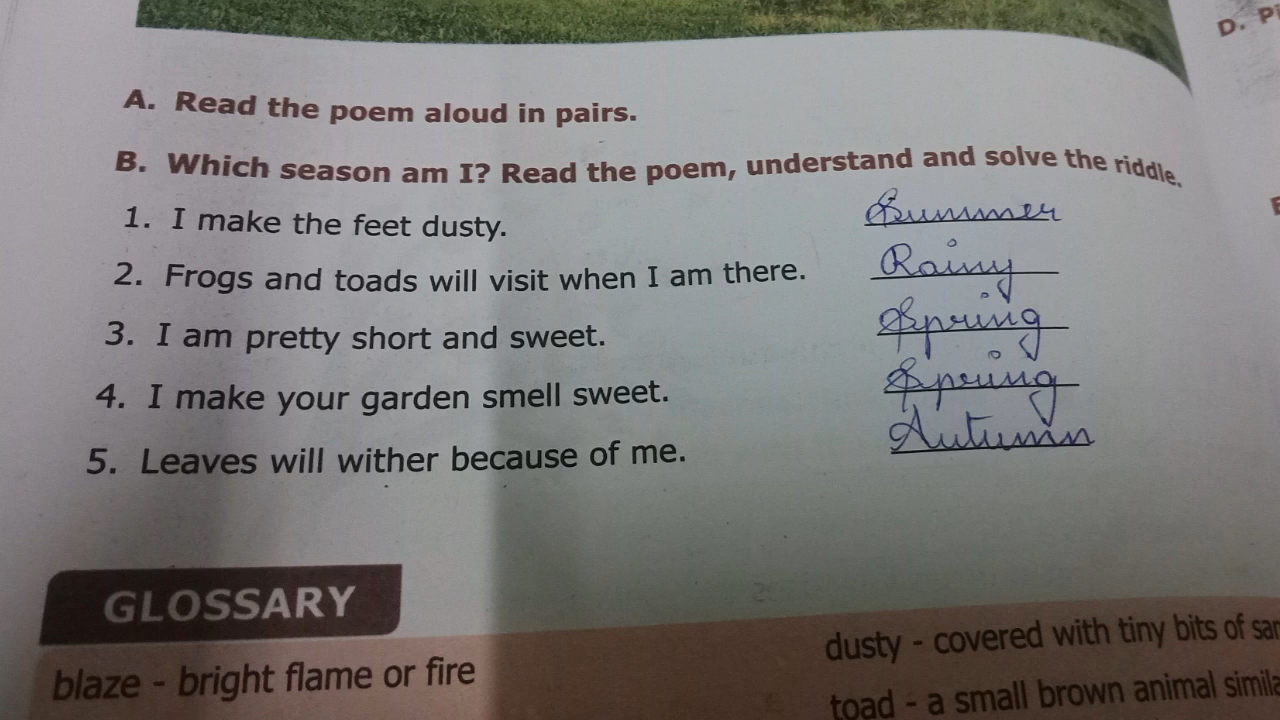 D.
A. Read the poem aloud in pairs.
B. Which season am I? Read the poem, understand and solve the riddle.
1. I make the feet dusty. Summer
2. Frogs and toads will visit when I am there. Rainy
3. I am pretty short and sweet. Spring
4. I make your garden smell sweet. Spring
5. Leaves will wither because of me. Autumn
GLOSSARY
blaze - bright flame or fire
dusty - covered with tiny bits of
toad - a small brown animal